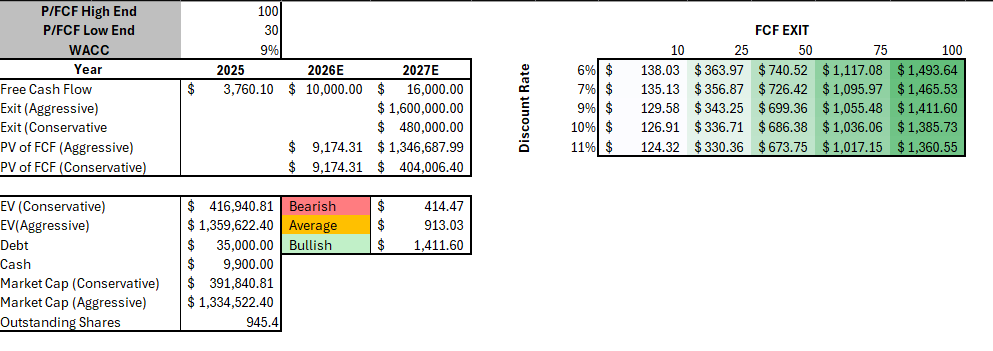 P/FCF High End 100
P/FCF Low End 30
WACC 9%
Year 2025 2026E 2027E
Free Cash Flow $ 3,760.10 $ 10,000.00 $ 16,000.00
Exit (Aggressive) $ 1,600,000.00
Exit (Conservative $ 480,000.00
PV of FCF (Aggressive) $ 9,174.31 $ 1,346,687.99
PV of FCF (Conservative) $ 9,174.31 $ 404,006.40
EV (Conservative) $ 416,940.81 Bearish $ 414.47
EV(Aggressive) $ 1,359,622.40 Average $ 913.03
Debt $ 35,000.00 Bullish $ 1,411.60
Cash $ 9,900.00
Market Cap (Conservative) $ 391,840.81
Market Cap (Aggressive) $ 1,334,522.40
Outstanding Shares 945.4
FCF EXIT
10 25 50 75 100
Discount Rate
6% $ 138.03 $ 363.97 $ 740.52 $ 1,117.08 $ 1,493.64
7% $ 135.13 $ 356.87 $ 726.42 $ 1,095.97 $ 1,465.53
9% $ 129.58 $ 343.25 $ 699.36 $ 1,055.48 $ 1,411.60
10% $ 126.91 $ 336.71 $ 686.38 $ 1,036.06 $ 1,385.73
11% $ 124.32 $ 330.36 $ 673.75 $ 1,017.15 $ 1,360.55